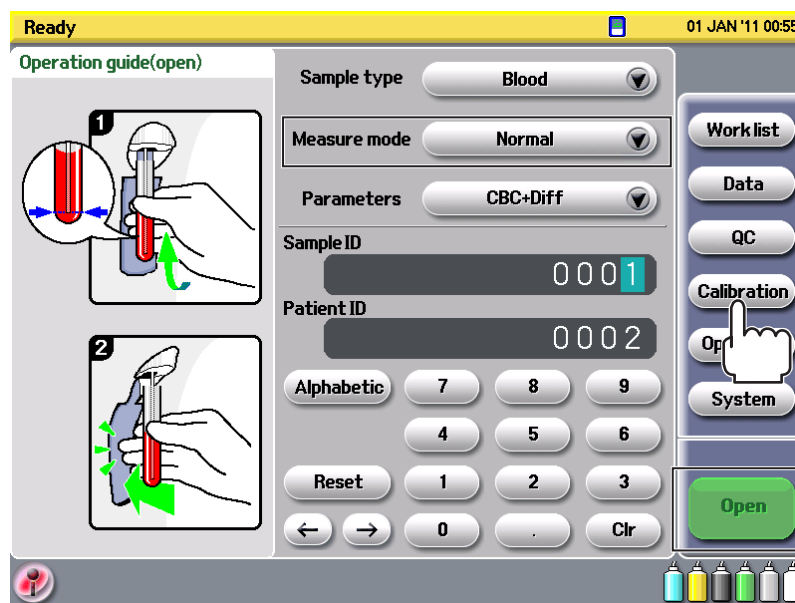 Ready
01 JAN '11 00:55
Operation guide(open)
1
2
Sample type
Blood
Measure mode
Normal
Parameters
CBC+Diff
Sample ID
0001
Patient ID
0002
Alphabetic 7 8 9
4 5 6
Reset 1 2 3
← → 0 . Clr
Work list
Data
QC
Calibration
Op
System
Open